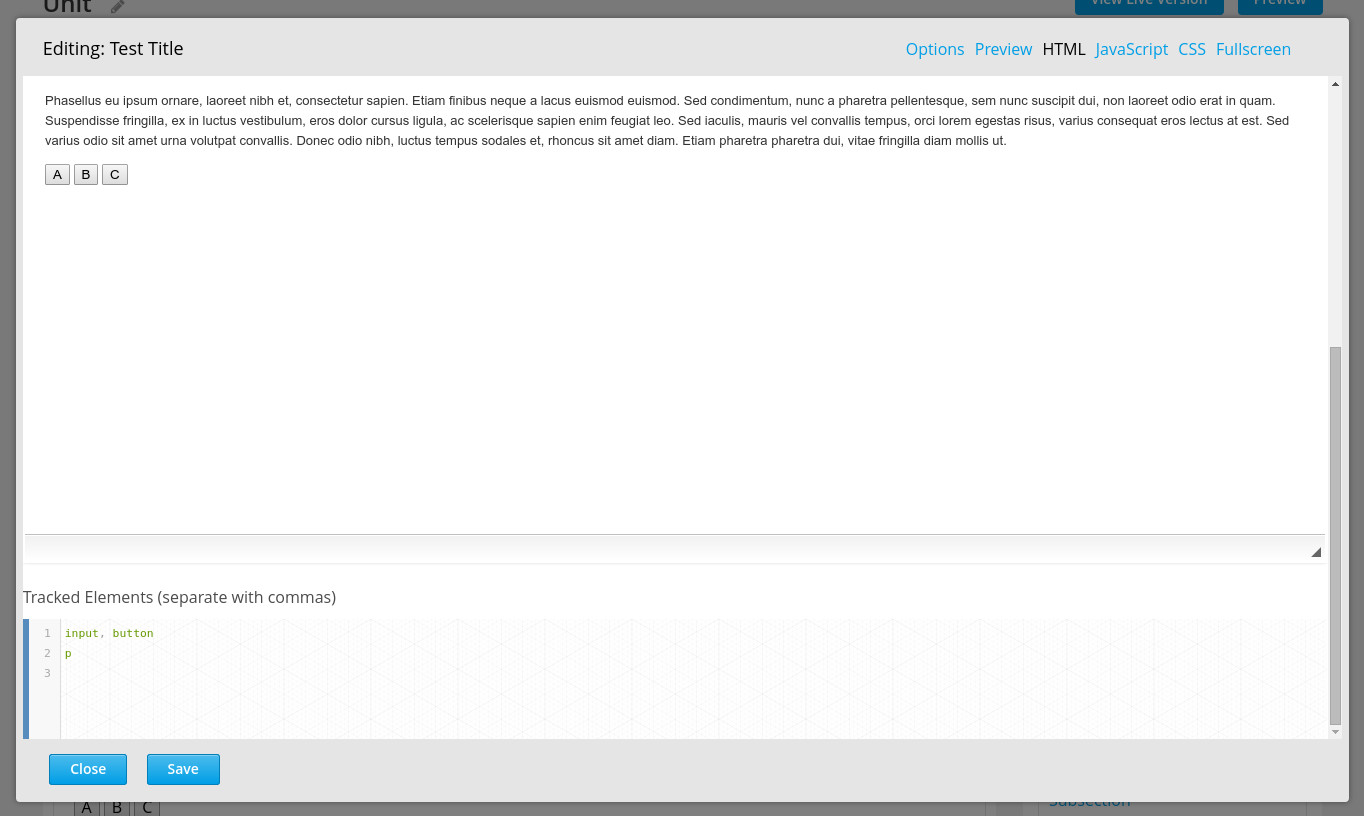 Unit
View Live Version Preview
Editing: Test Title
Options Preview HTML JavaScript CSS Fullscreen
Phasellus eu ipsum ornare, laoreet nibh et, consectetur sapien. Etiam finibus neque a lacus euismod euismod. Sed condimentum, nunc a pharetra pellentesque, sem nunc suscipit dui, non laoreet odio erat in quam.
Suspendisse fringilla, ex in luctus vestibulum, eros dolor cursus ligula, ac scelerisque sapien enim feugiat leo. Sed iaculis, mauris vel convallis tempus, orci lorem egestas risus, varius consequat eros lectus at est. Sed
varius odio sit amet urna volutpat convallis. Donec odio nibh, luctus tempus sodales et, rhoncus sit amet diam. Etiam pharetra pharetra dui, vitae fringilla diam mollis ut.
A B C
Tracked Elements (separate with commas)
1 input, button
2 p
3
Close Save
A B C
Subsection